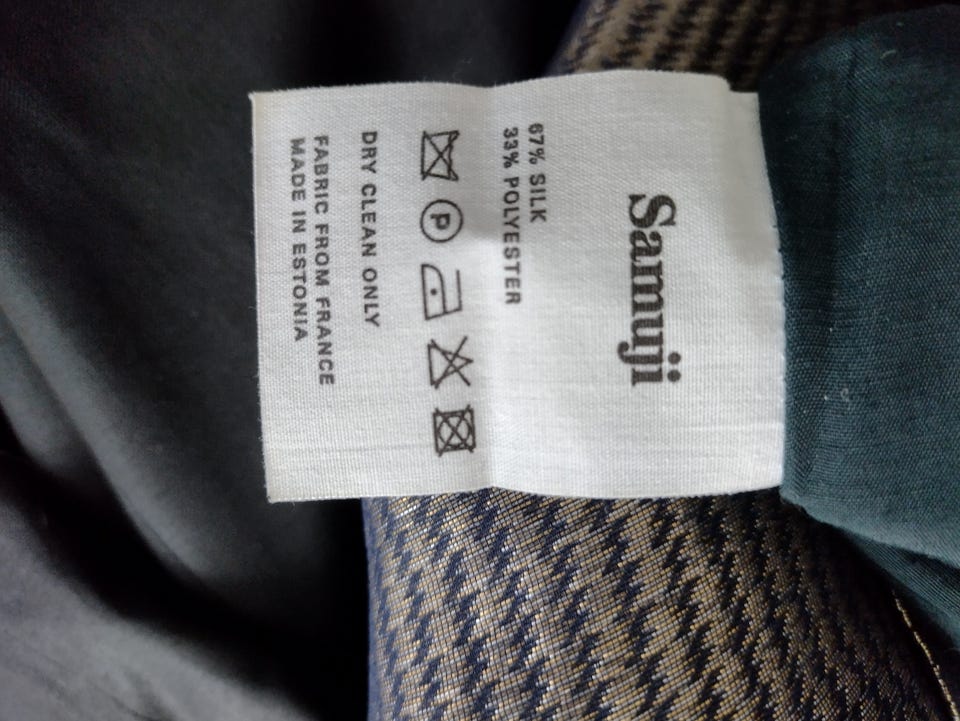 Samuji
67% SILK
33% POLYESTER
P
DRY CLEAN ONLY
FABRIC FROM FRANCE
MADE IN ESTONIA